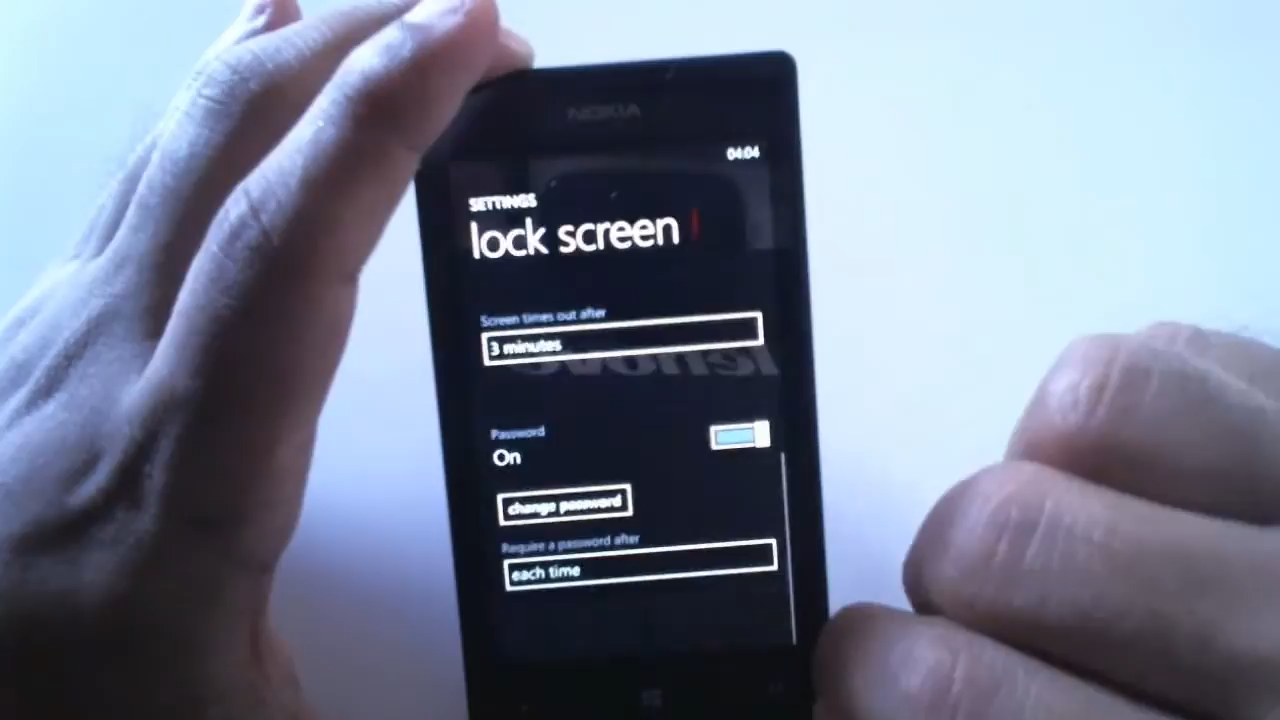 NOKIA
04:04
SETTINGS
lock screen
Screen times out after
3 minutes
lenovo
Password
On
change password
Require a password after
each time